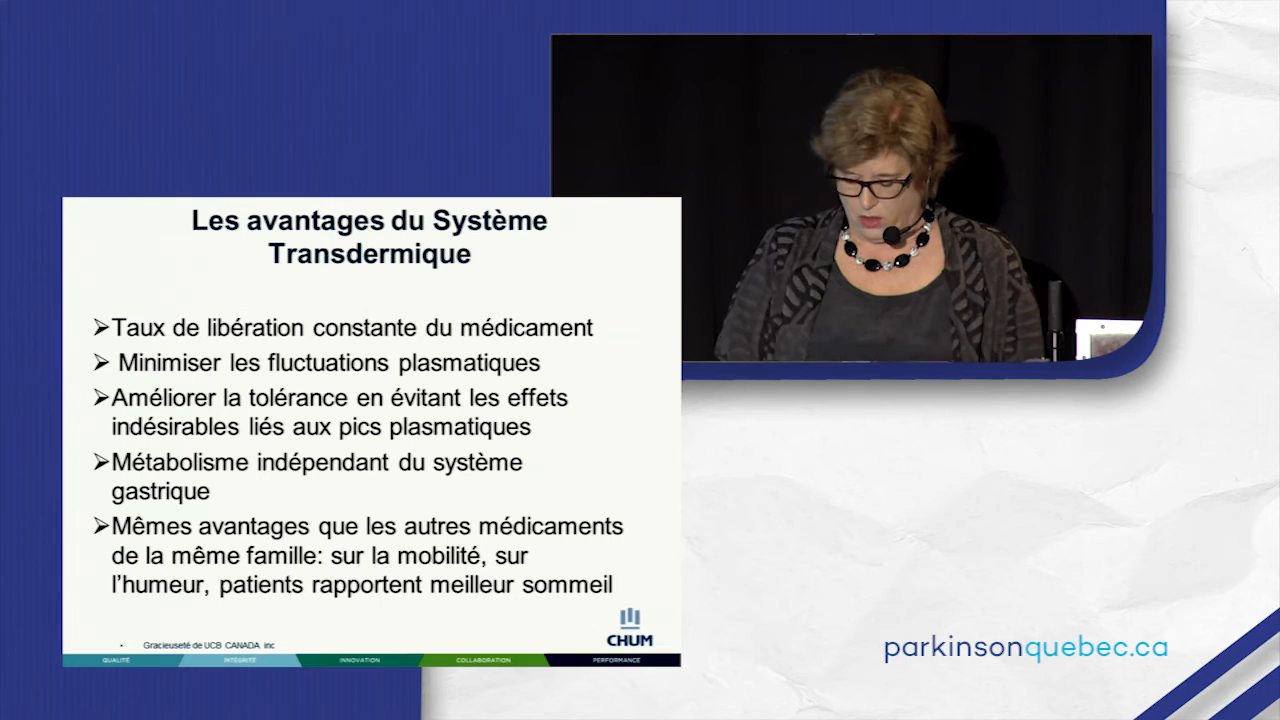 Les avantages du Système
Transdermique
➢Taux de libération constante du médicament
➢ Minimiser les fluctuations plasmatiques
➢Améliorer la tolérance en évitant les effets
indésirables liés aux pics plasmatiques
➢Métabolisme indépendant du système
gastrique
➢Mêmes avantages que les autres médicaments
de la même famille: sur la mobilité, sur
l'humeur, patients rapportent meilleur sommeil
• Gracieuseté de UCB CANADA inc
CHUM
QUALITÉ INTÉGRITÉ INNOVATION COLLABORATION PERFORMANCE
parkinsonquebec.ca